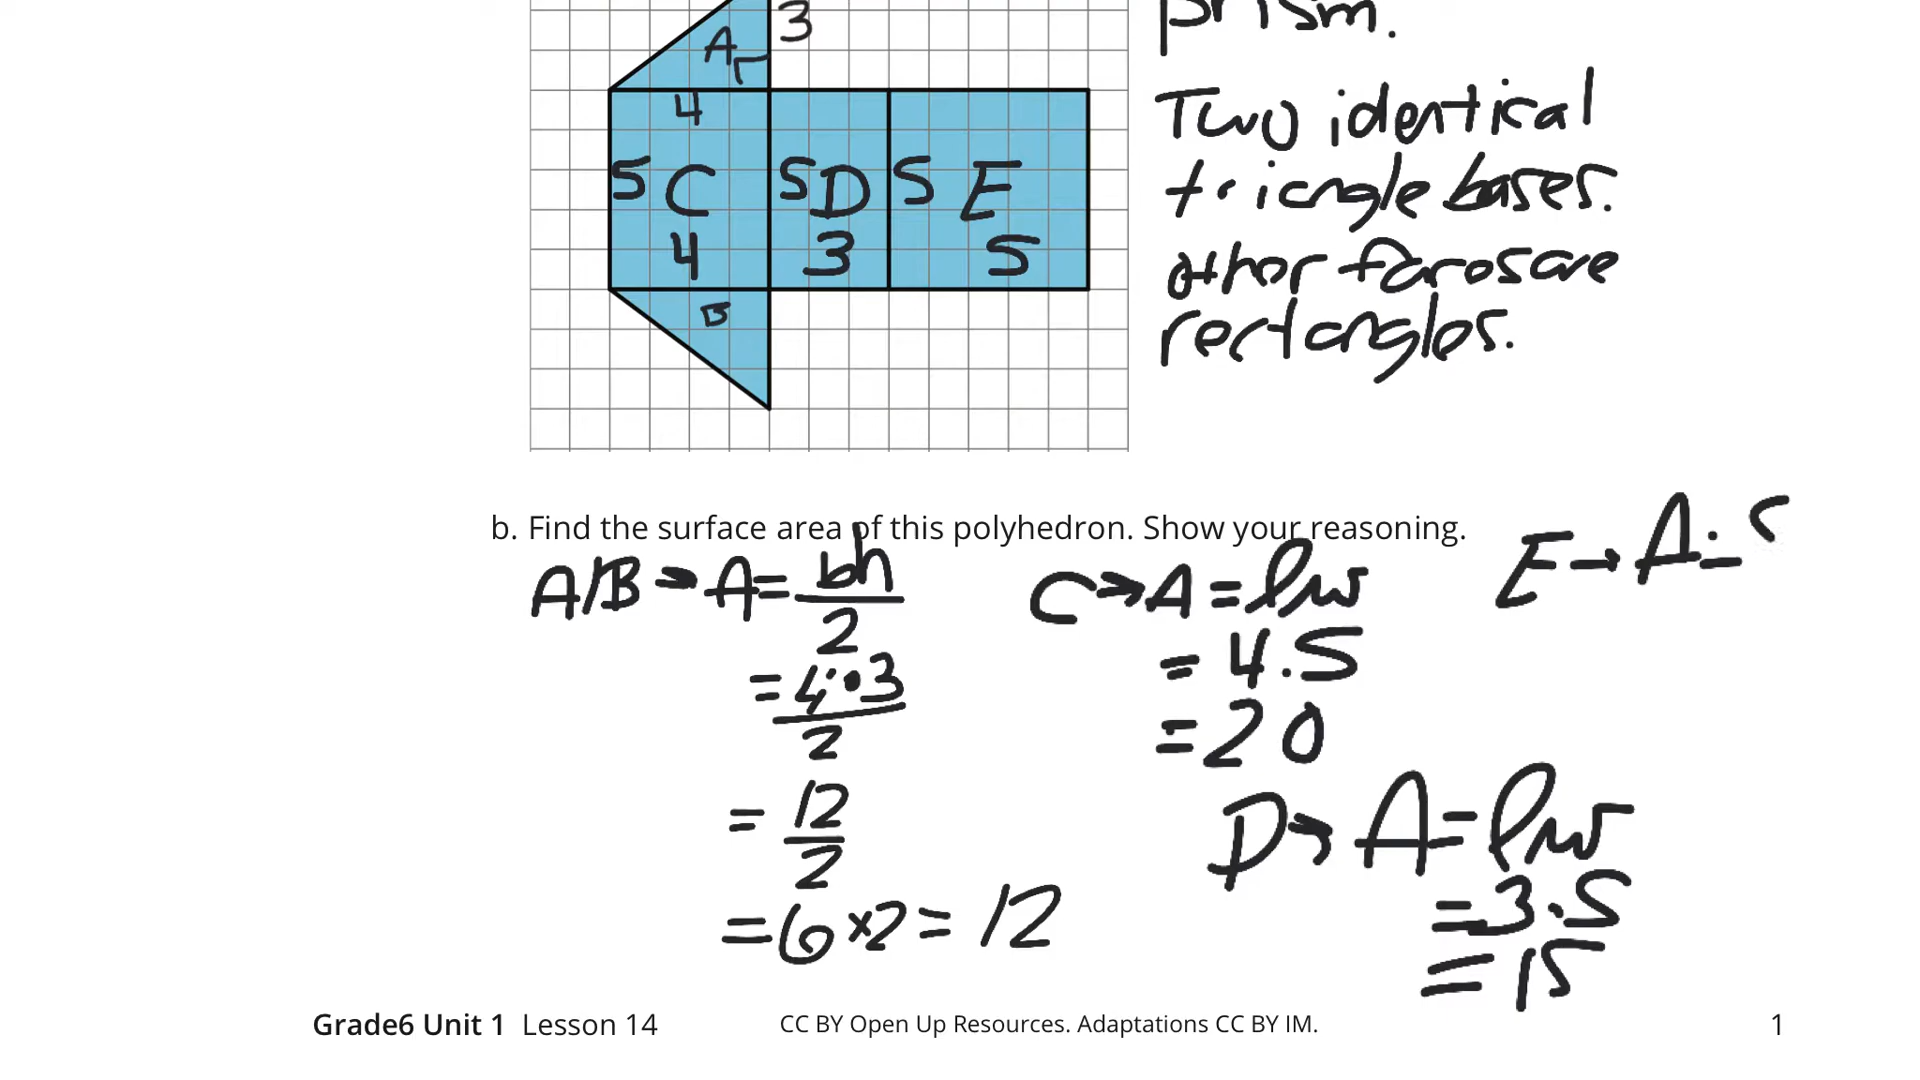 3
prism.
A
4
Two identical
5 C 5 D 5 E
triangle bases.
4 3 5
other faces are
B
rectangles.
b. Find the surface area of this polyhedron. Show your reasoning.
A/B → A = bh
2
= 4·3
2
= 12
2
= 6 × 2 = 12
C → A = lw
= 4·5
= 20
D → A = lw
= 3·5
= 15
E → A =
Grade6 Unit 1 Lesson 14
CC BY Open Up Resources. Adaptations CC BY IM.
1